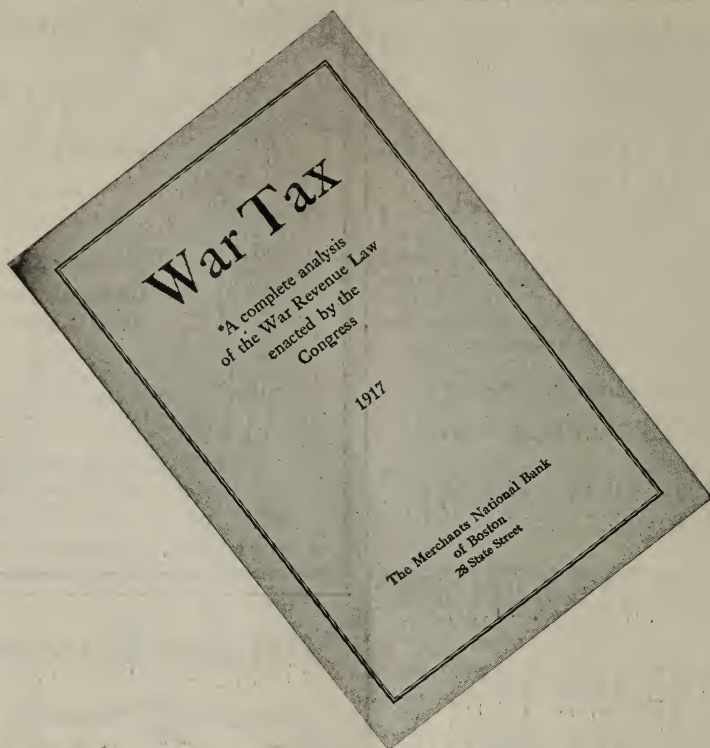 War Tax
*A complete analysis
of the War Revenue Law
enacted by the
Congress
1917
The Merchants National Bank
of Boston
28 State Street